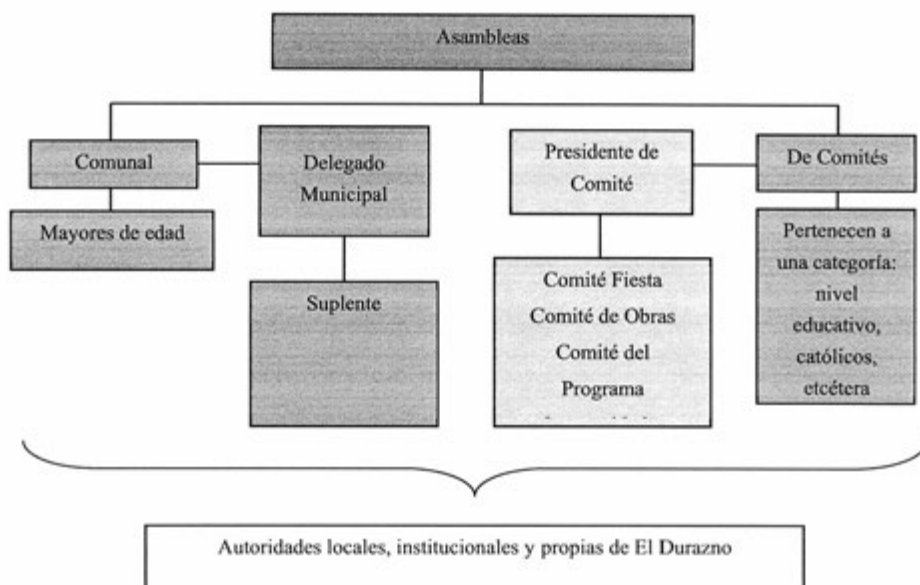 Asambleas
Comunal
Delegado
Municipal
Presidente de
Comité
De Comités
Mayores de edad
Suplente
Comité Fiesta
Comité de Obras
Comité del
Programa
Pertenecen a
una categoría:
nivel
educativo,
católicos,
etcétera
Autoridades locales, institucionales y propias de El Durazno